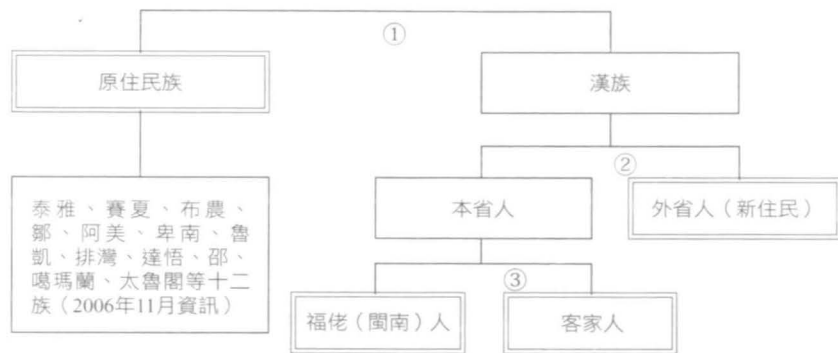 ①
原住民族
漢族
②
泰雅、賽夏、布農、
鄒、阿美、卑南、魯
凱、排灣、達悟、邵、
噶瑪蘭、太魯閣等十二
族（2006年11月資訊）
本省人
外省人（新住民）
③
福佬（閩南）人
客家人